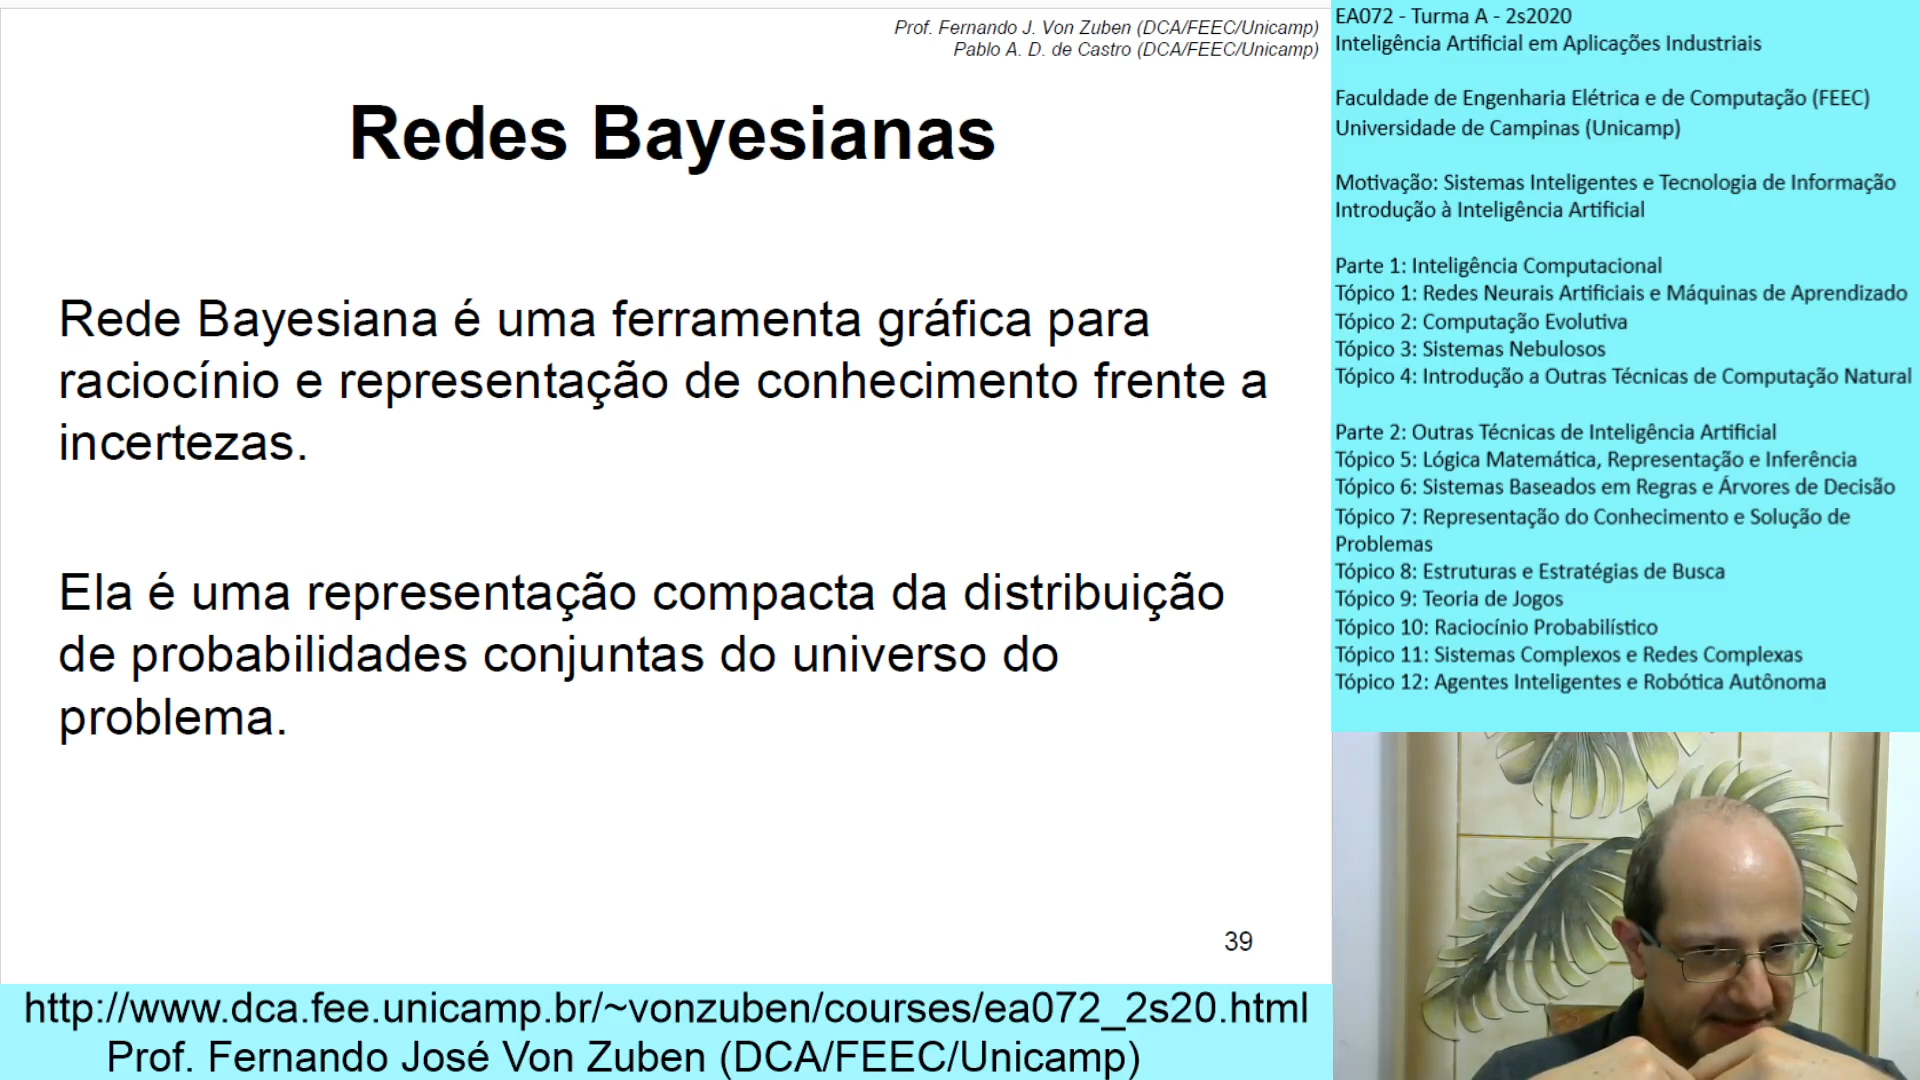 Prof. Fernando J. Von Zuben (DCA/FEEC/Unicamp)
Pablo A. D. de Castro (DCA/FEEC/Unicamp)
Redes Bayesianas
Rede Bayesiana é uma ferramenta gráfica para
raciocínio e representação de conhecimento frente a
incertezas.
Ela é uma representação compacta da distribuição
de probabilidades conjuntas do universo do
problema.
39
http://www.dca.fee.unicamp.br/~vonzuben/courses/ea072_2s20.html
Prof. Fernando José Von Zuben (DCA/FEEC/Unicamp)
EA072 - Turma A - 2s2020
Inteligência Artificial em Aplicações Industriais
Faculdade de Engenharia Elétrica e de Computação (FEEC)
Universidade de Campinas (Unicamp)
Motivação: Sistemas Inteligentes e Tecnologia de Informação
Introdução à Inteligência Artificial
Parte 1: Inteligência Computacional
Tópico 1: Redes Neurais Artificiais e Máquinas de Aprendizado
Tópico 2: Computação Evolutiva
Tópico 3: Sistemas Nebulosos
Tópico 4: Introdução a Outras Técnicas de Computação Natural
Parte 2: Outras Técnicas de Inteligência Artificial
Tópico 5: Lógica Matemática, Representação e Inferência
Tópico 6: Sistemas Baseados em Regras e Árvores de Decisão
Tópico 7: Representação do Conhecimento e Solução de
Problemas
Tópico 8: Estruturas e Estratégias de Busca
Tópico 9: Teoria de Jogos
Tópico 10: Raciocínio Probabilístico
Tópico 11: Sistemas Complexos e Redes Complexas
Tópico 12: Agentes Inteligentes e Robótica Autônoma